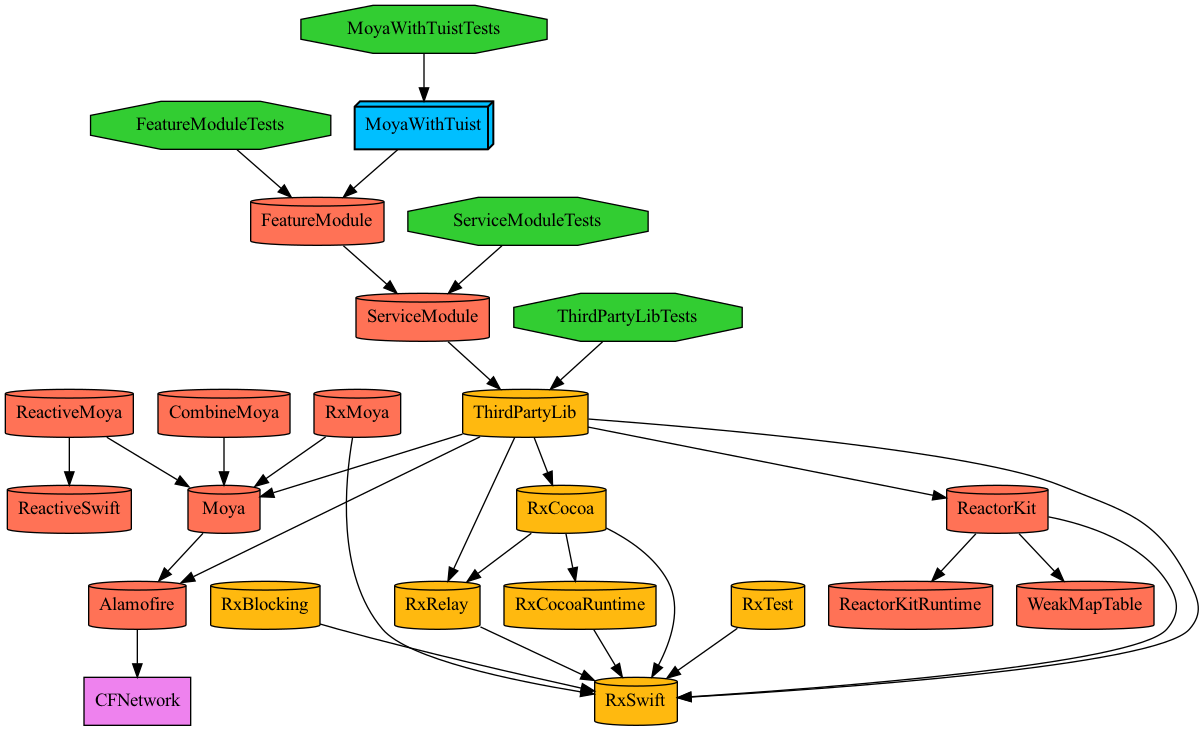 MoyaWithTuistTests
FeatureModuleTests
MoyaWithTuist
FeatureModule
ServiceModuleTests
ServiceModule
ThirdPartyLibTests
ReactiveMoya
CombineMoya
RxMoya
ThirdPartyLib
ReactiveSwift
Moya
RxCocoa
ReactorKit
Alamofire
RxBlocking
RxRelay
RxCocoaRuntime
RxTest
ReactorKitRuntime
WeakMapTable
CFNetwork
RxSwift